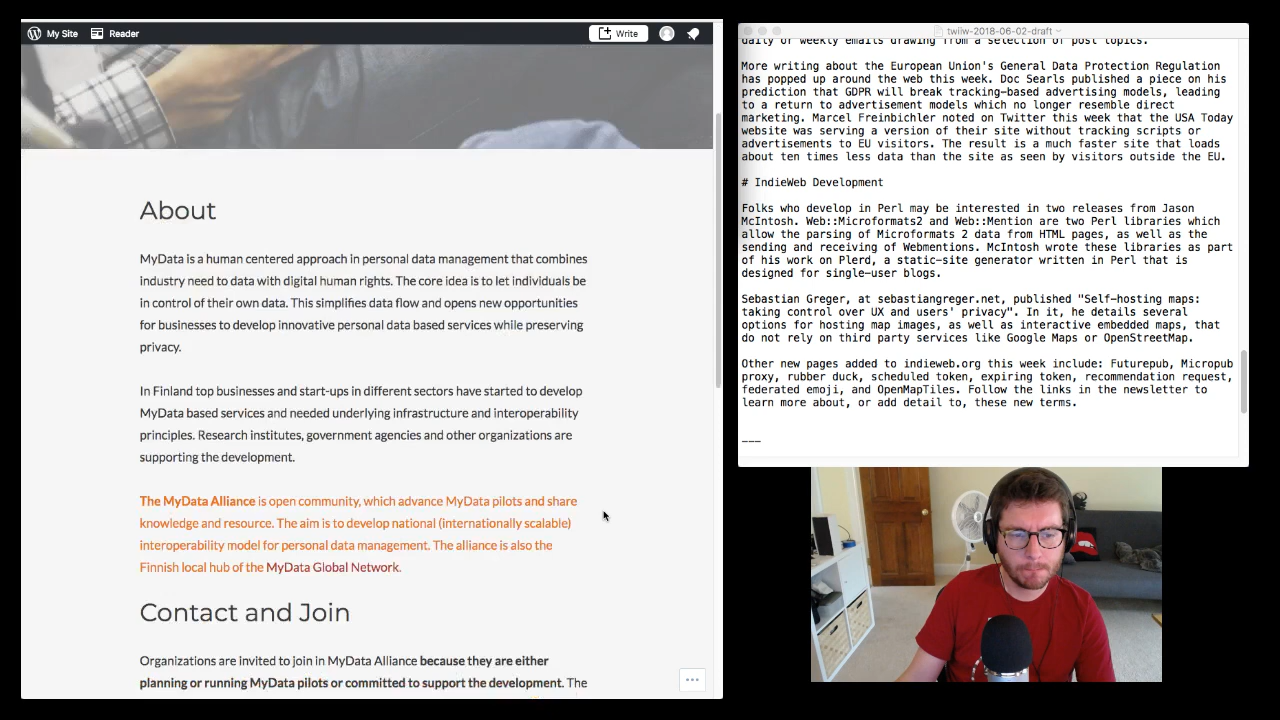 My Site
Reader
Write
About
MyData is a human centered approach in personal data management that combines
industry need to data with digital human rights. The core idea is to let individuals be
in control of their own data. This simplifies data flow and opens new opportunities
for businesses to develop innovative personal data based services while preserving
privacy.
In Finland top businesses and start-ups in different sectors have started to develop
MyData based services and needed underlying infrastructure and interoperability
principles. Research institutes, government agencies and other organizations are
supporting the development.
The MyData Alliance is open community, which advance MyData pilots and share
knowledge and resource. The aim is to develop national (internationally scalable)
interoperability model for personal data management. The alliance is also the
Finnish local hub of the MyData Global Network.
Contact and Join
Organizations are invited to join in MyData Alliance because they are either
planning or running MyData pilots or committed to support the development. The
twiiw-2018-06-02-draft
daily or weekly emails drawing from a selection of post topics.
More writing about the European Union's General Data Protection Regulation
has popped up around the web this week. Doc Searls published a piece on his
prediction that GDPR will break tracking-based advertising models, leading
to a return to advertisement models which no longer resemble direct
marketing. Marcel Freinbichler noted on Twitter this week that the USA Today
website was serving a version of their site without tracking scripts or
advertisements to EU visitors. The result is a much faster site that loads
about ten times less data than the site as seen by visitors outside the EU.
# IndieWeb Development
Folks who develop in Perl may be interested in two releases from Jason
McIntosh. Web::Microformats2 and Web::Mention are two Perl libraries which
allow the parsing of Microformats 2 data from HTML pages, as well as the
sending and receiving of Webmentions. McIntosh wrote these libraries as part
of his work on Plerd, a static-site generator written in Perl that is
designed for single-user blogs.
Sebastian Greger, at sebastiangreger.net, published "Self-hosting maps:
taking control over UX and users' privacy". In it, he details several
options for hosting map images, as well as interactive embedded maps, that
do not rely on third party services like Google Maps or OpenStreetMap.
Other new pages added to indieweb.org this week include: Futurepub, Micropub
proxy, rubber duck, scheduled token, expiring token, recommendation request,
federated emoji, and OpenMapTiles. Follow the links in the newsletter to
learn more about, or add detail to, these new terms.
---